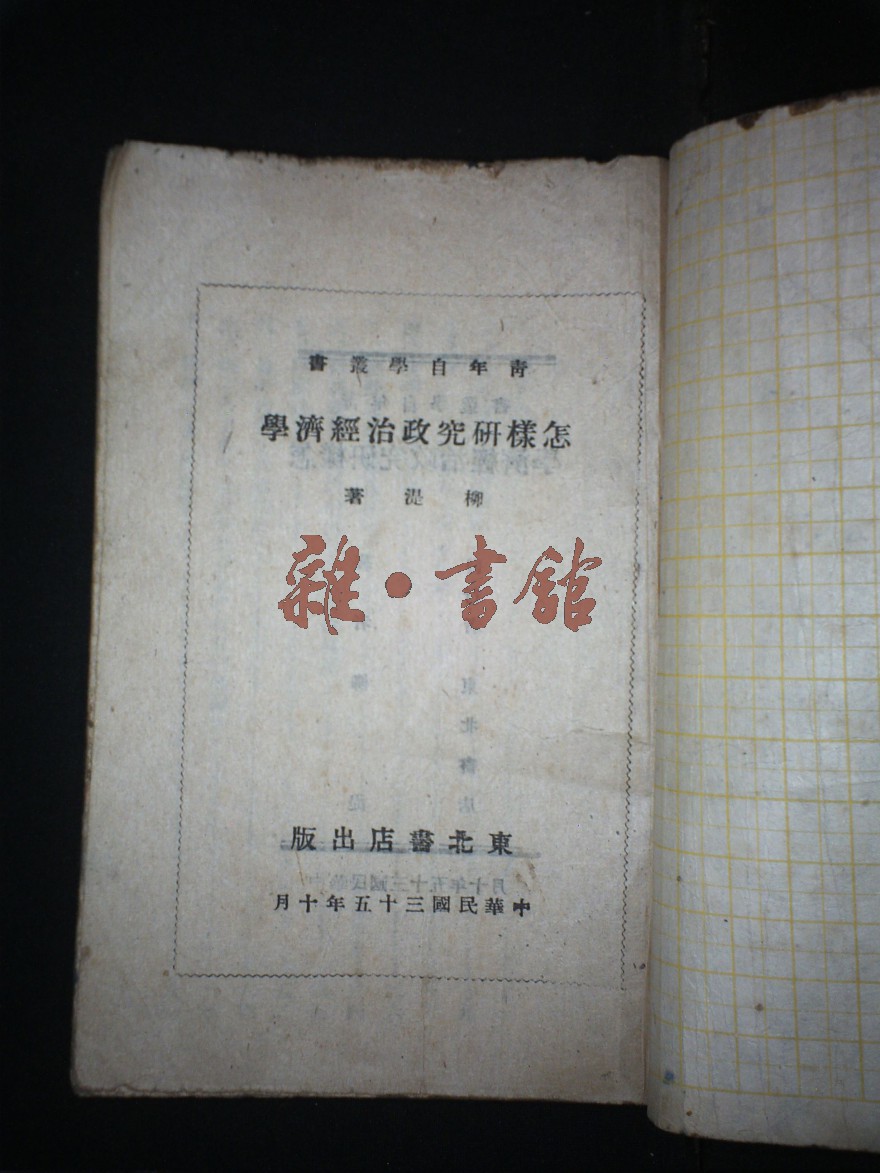 青年自學叢書
怎樣研究政治經濟學
柳湜著
雜·書館
東北書店出版
中華民國三十五年十月